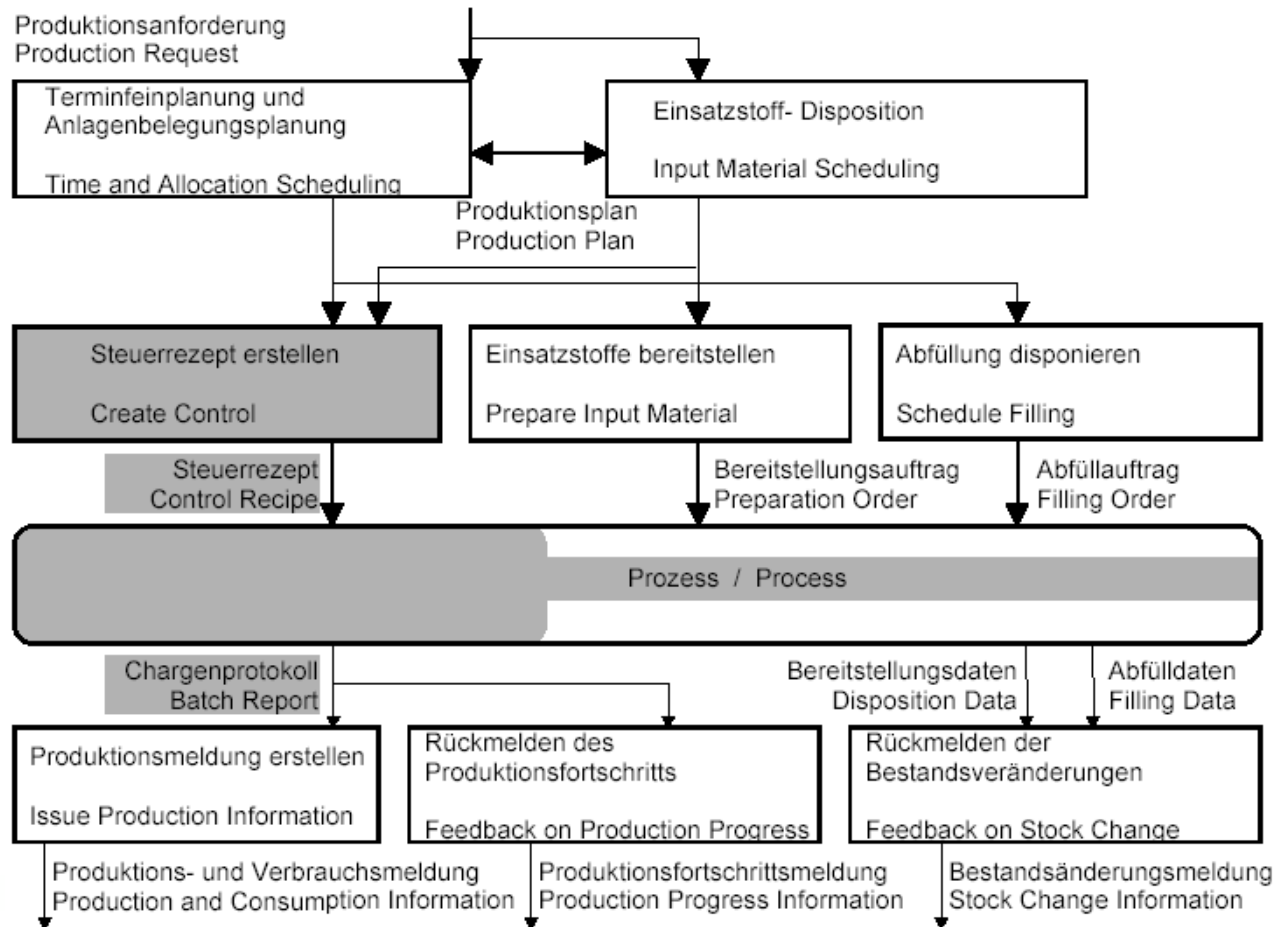 Produktionsanforderung
Production Request
Terminfeinplanung und
Anlagenbelegungsplanung
Time and Allocation Scheduling
Einsatzstoff- Disposition
Input Material Scheduling
Produktionsplan
Production Plan
Steuerrezept erstellen
Create Control
Einsatzstoffe bereitstellen
Prepare Input Material
Abfüllung disponieren
Schedule Filling
Steuerrezept
Control Recipe
Bereitstellungsauftrag
Preparation Order
Abfüllauftrag
Filling Order
Prozess / Process
Chargenprotokoll
Batch Report
Bereitstellungsdaten
Disposition Data
Abfülldaten
Filling Data
Produktionsmeldung erstellen
Issue Production Information
Rückmelden des
Produktionsfortschritts
Feedback on Production Progress
Rückmelden der
Bestandsveränderungen
Feedback on Stock Change
Produktions- und Verbrauchsmeldung
Production and Consumption Information
Produktionsfortschrittsmeldung
Production Progress Information
Bestandsänderungsmeldung
Stock Change Information